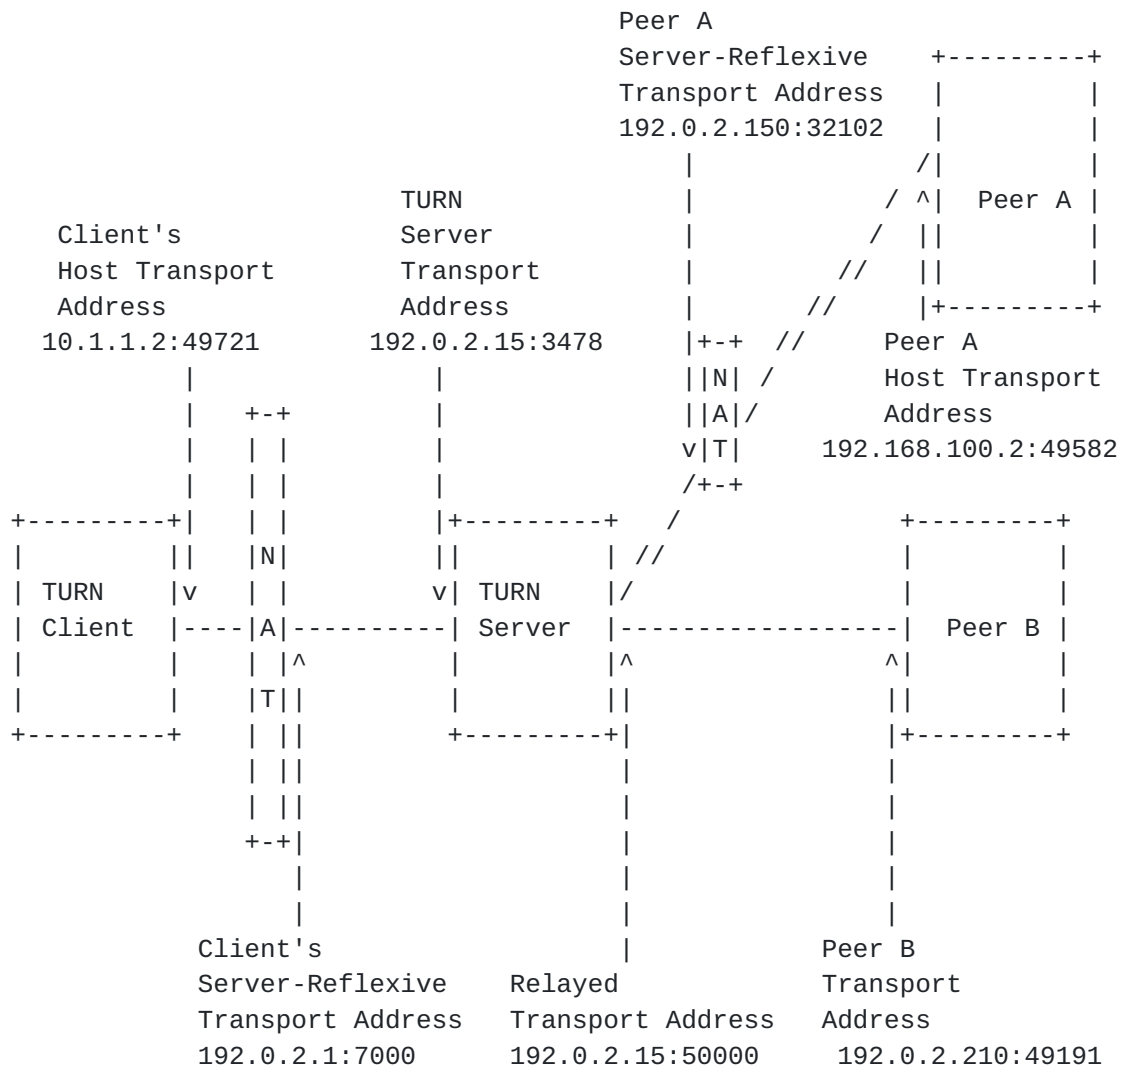 Peer A
Server-Reflexive
Transport Address
192.0.2.150:32102
TURN
Peer A
Client's
Server
Host Transport
Transport
Address
Address
10.1.1.2:49721
192.0.2.15:3478
Peer A
Host Transport
Address
192.168.100.2:49582
N
A
T
N
A
T
TURN
Client
TURN
Server
Peer B
Client's
Server-Reflexive
Transport Address
192.0.2.1:7000
Relayed
Transport Address
192.0.2.15:50000
Peer B
Transport
Address
192.0.2.210:49191